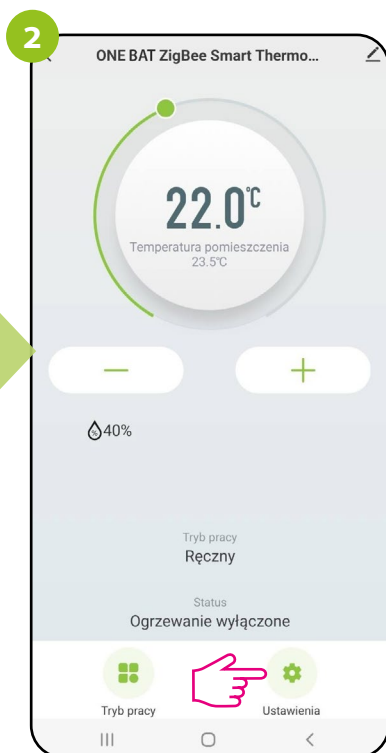 2
ONE BAT ZigBee Smart Thermo...
22.0°C
Temperatura pomieszczenia
23.5°C
40%
Tryb pracy
Ręczny
Status
Ogrzewanie wyłączone
Tryb pracy
Ustawienia